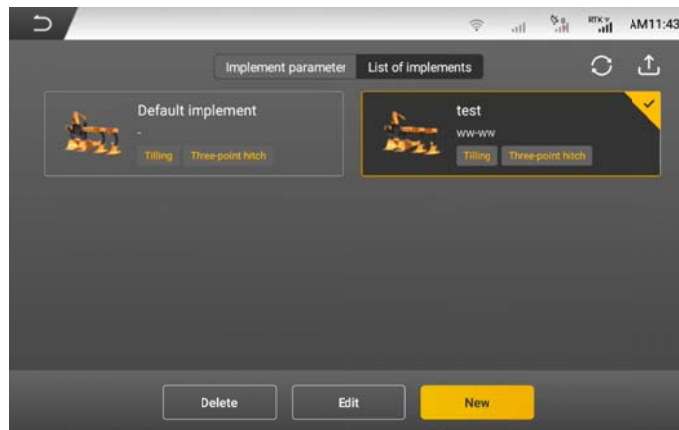 RTK
AM11:43
Implement parameter
List of implements
Default implement
-
Tilling
Three-point hitch
test
ww-ww
Tilling
Three-point hitch
Delete
Edit
New